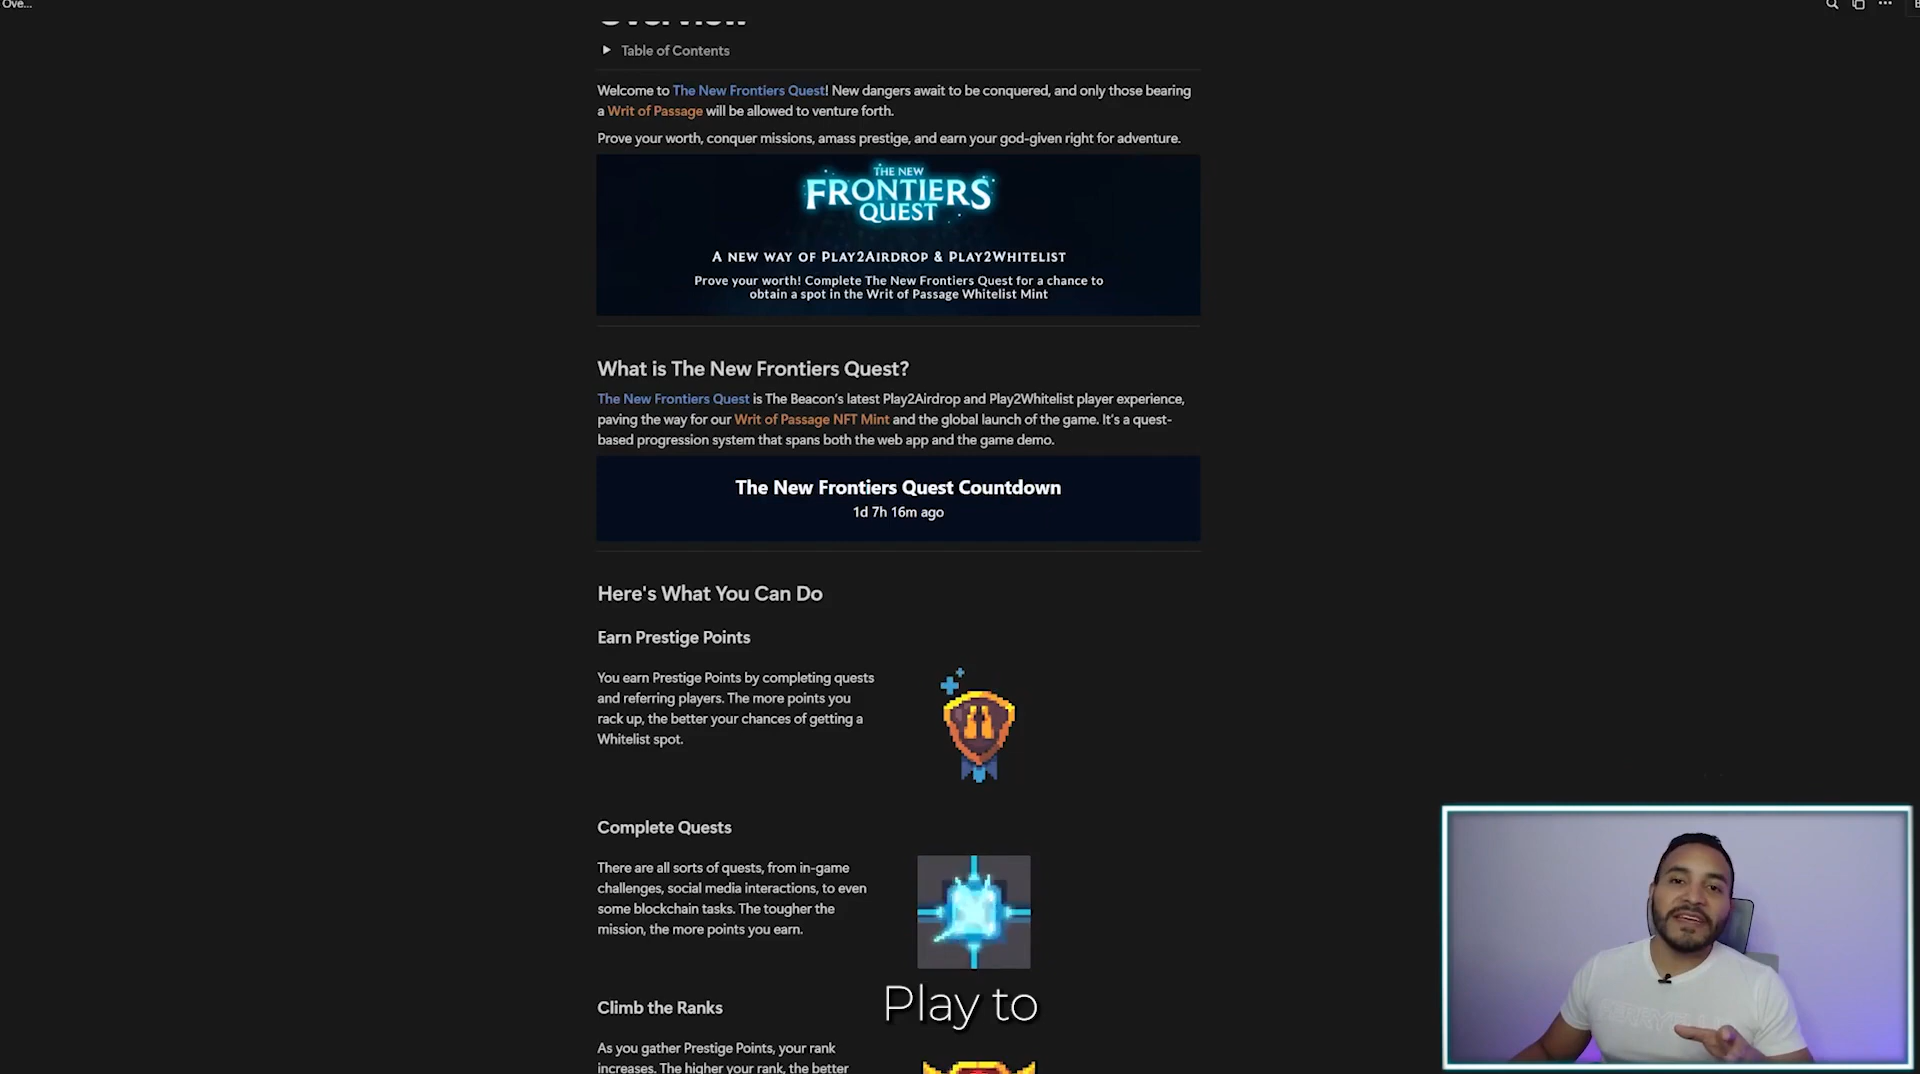 Ove...
Overview
Table of Contents
Welcome to The New Frontiers Quest! New dangers await to be conquered, and only those bearing
a Writ of Passage will be allowed to venture forth.
Prove your worth, conquer missions, amass prestige, and earn your god-given right for adventure.
THE NEW
FRONTIERS
QUEST
A NEW WAY OF PLAY2AIRDROP & PLAY2WHITELIST
Prove your worth! Complete The New Frontiers Quest for a chance to
obtain a spot in the Writ of Passage Whitelist Mint
What is The New Frontiers Quest?
The New Frontiers Quest is The Beacon's latest Play2Airdrop and Play2Whitelist player experience,
paving the way for our Writ of Passage NFT Mint and the global launch of the game. It's a quest-
based progression system that spans both the web app and the game demo.
The New Frontiers Quest Countdown
1d 7h 16m ago
Here's What You Can Do
Earn Prestige Points
You earn Prestige Points by completing quests
and referring players. The more points you
rack up, the better your chances of getting a
Whitelist spot.
Complete Quests
There are all sorts of quests, from in-game
challenges, social media interactions, to even
some blockchain tasks. The tougher the
mission, the more points you earn.
Climb the Ranks
As you gather Prestige Points, your rank
increases. The higher your rank, the better
Play to